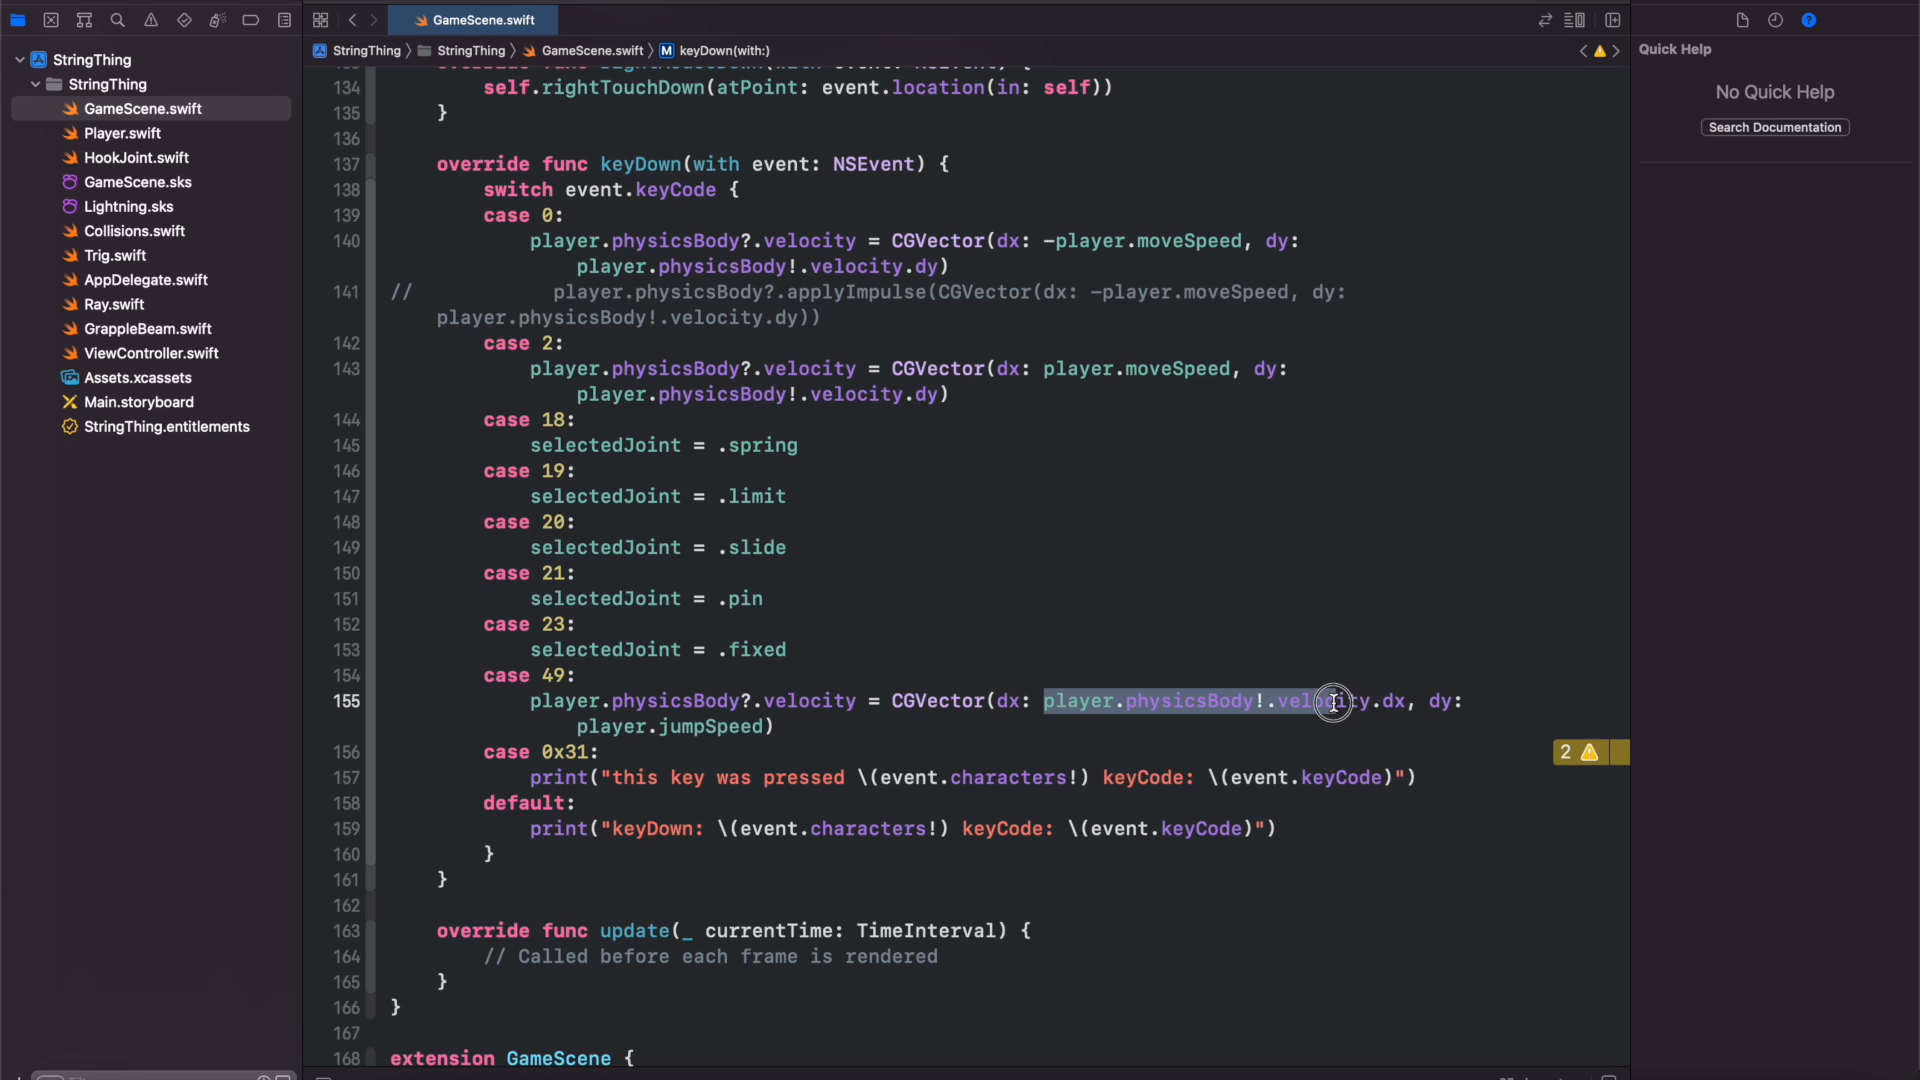 GameScene.swift
StringThing
StringThing
GameScene.swift
Player.swift
HookJoint.swift
GameScene.sks
Lightning.sks
Collisions.swift
Trig.swift
AppDelegate.swift
Ray.swift
GrappleBeam.swift
ViewController.swift
Assets.xcassets
Main.storyboard
StringThing.entitlements
StringThing 〉 StringThing 〉 GameScene.swift 〉 M keyDown(with:)
134 self.rightTouchDown(atPoint: event.location(in: self))
135 }
136
137 override func keyDown(with event: NSEvent) {
138 switch event.keyCode {
139 case 0:
140 player.physicsBody?.velocity = CGVector(dx: -player.moveSpeed, dy:
player.physicsBody!.velocity.dy)
141 // player.physicsBody?.applyImpulse(CGVector(dx: -player.moveSpeed, dy:
player.physicsBody!.velocity.dy))
142 case 2:
143 player.physicsBody?.velocity = CGVector(dx: player.moveSpeed, dy:
player.physicsBody!.velocity.dy)
144 case 18:
145 selectedJoint = .spring
146 case 19:
147 selectedJoint = .limit
148 case 20:
149 selectedJoint = .slide
150 case 21:
151 selectedJoint = .pin
152 case 23:
153 selectedJoint = .fixed
154 case 49:
155 player.physicsBody?.velocity = CGVector(dx: player.physicsBody!.velocity.dx, dy:
player.jumpSpeed)
156 case 0x31:
2
157 print("this key was pressed \(event.characters!) keyCode: \(event.keyCode)")
158 default:
159 print("keyDown: \(event.characters!) keyCode: \(event.keyCode)")
160 }
161 }
162
163 override func update(_ currentTime: TimeInterval) {
164 // Called before each frame is rendered
165 }
166 }
167
168 extension GameScene {
Quick Help
No Quick Help
Search Documentation